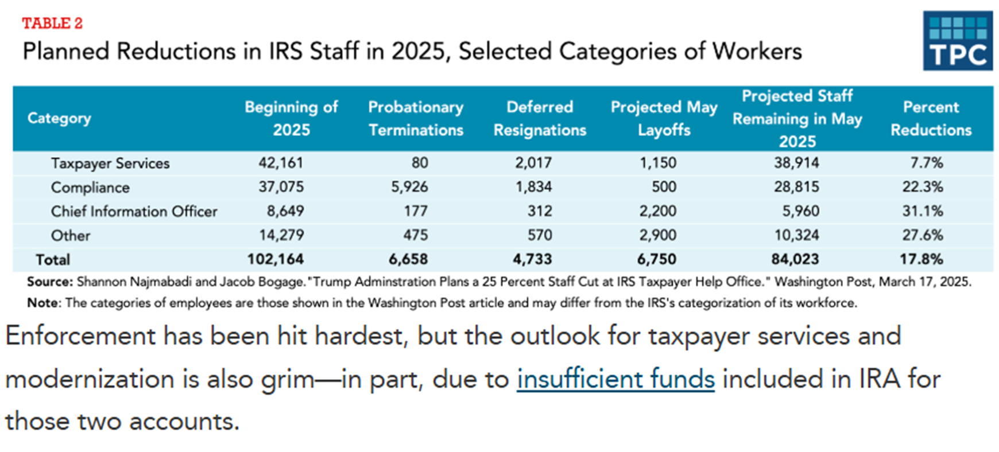 TABLE 2
Planned Reductions in IRS Staff in 2025, Selected Categories of Workers
TPC
Category Beginning of 2025 Probationary Terminations Deferred Resignations Projected May Layoffs Projected Staff Remaining in May 2025 Percent Reductions
Taxpayer Services 42,161 80 2,017 1,150 38,914 7.7%
Compliance 37,075 5,926 1,834 500 28,815 22.3%
Chief Information Officer 8,649 177 312 2,200 5,960 31.1%
Other 14,279 475 570 2,900 10,324 27.6%
Total 102,164 6,658 4,733 6,750 84,023 17.8%
Source: Shannon Najmabadi and Jacob Bogage."Trump Adminstration Plans a 25 Percent Staff Cut at IRS Taxpayer Help Office." Washington Post, March 17, 2025.
Note: The categories of employees are those shown in the Washington Post article and may differ from the IRS's categorization of its workforce.
Enforcement has been hit hardest, but the outlook for taxpayer services and
modernization is also grim—in part, due to insufficient funds included in IRA for
those two accounts.